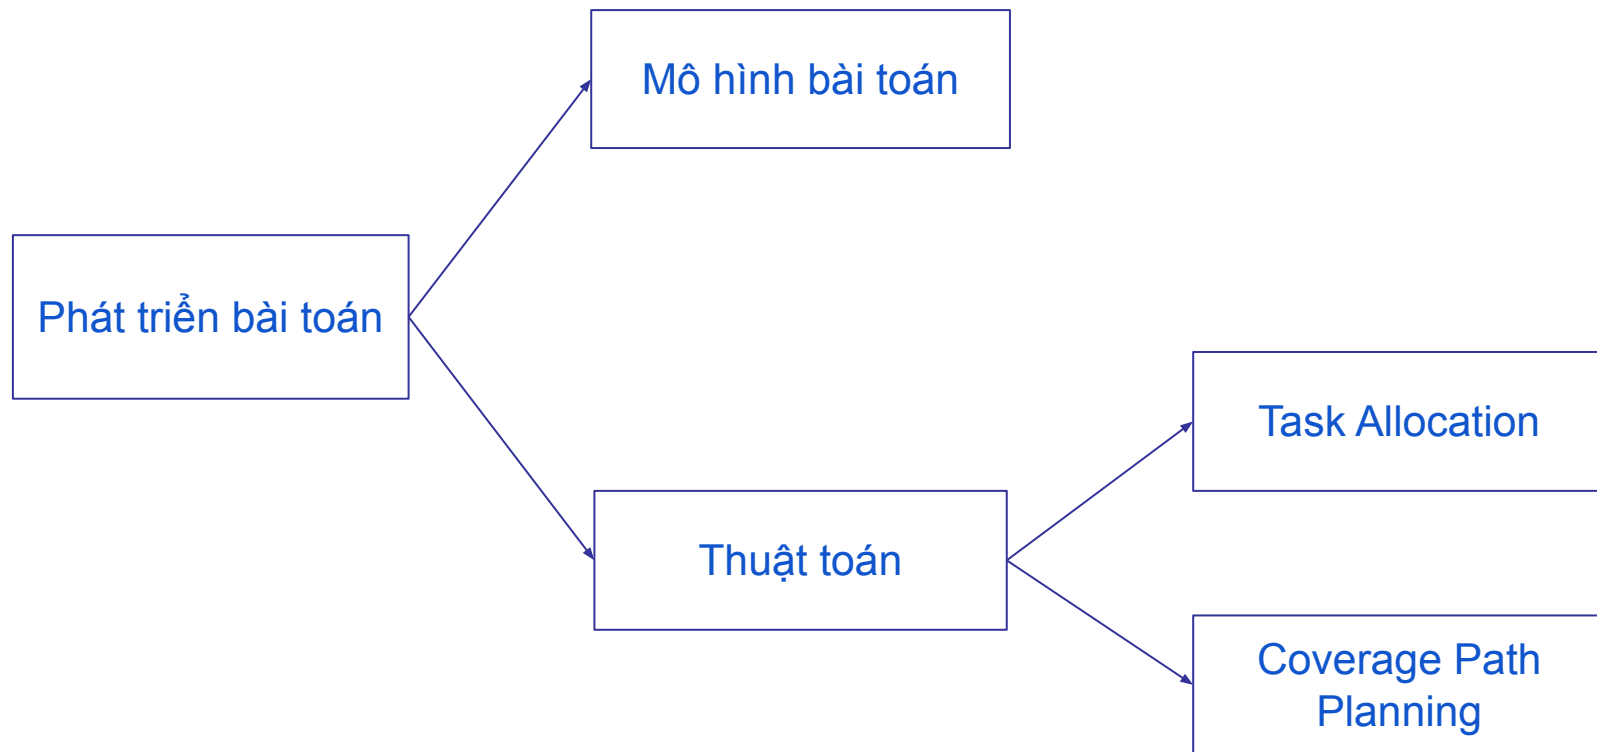 Mô hình bài toán
Phát triển bài toán
Task Allocation
Thuật toán
Coverage Path
Planning